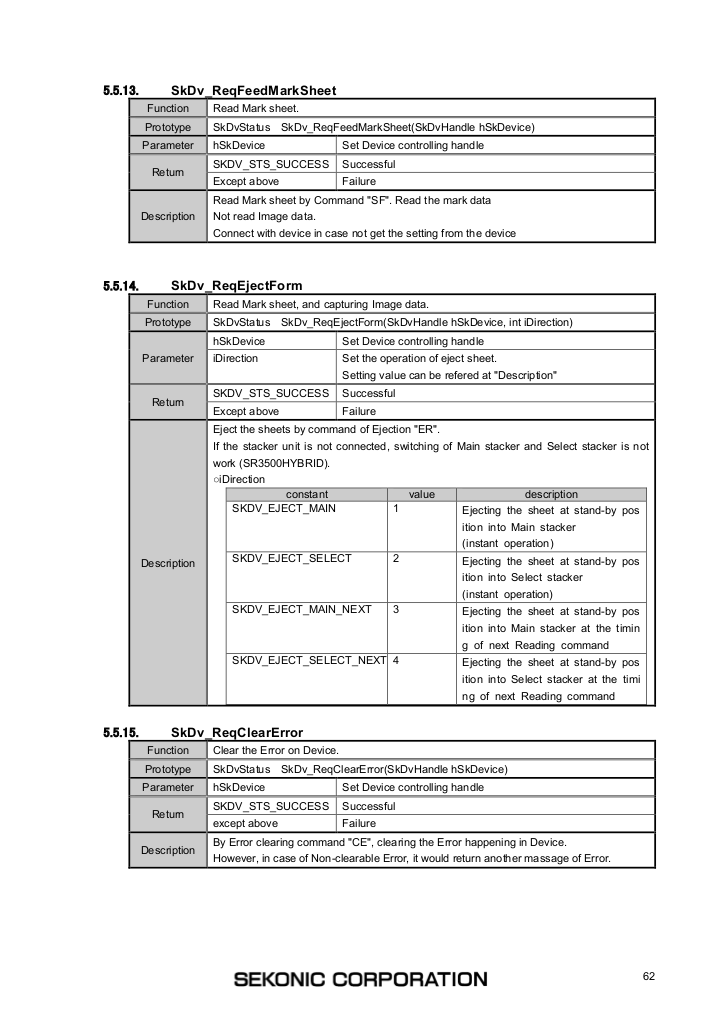 5.5.13. SkDv_ReqFeedMarkSheet
Function Read Mark sheet.
Prototype SkDvStatus SkDv_ReqFeedMarkSheet(SkDvHandle hSkDevice)
Parameter hSkDevice Set Device controlling handle
Return SKDV_STS_SUCCESS Successful
Except above Failure
Description Read Mark sheet by Command "SF". Read the mark data
Not read Image data.
Connect with device in case not get the setting from the device
5.5.14. SkDv_ReqEjectForm
Function Read Mark sheet, and capturing Image data.
Prototype SkDvStatus SkDv_ReqEjectForm(SkDvHandle hSkDevice, int iDirection)
Parameter hSkDevice Set Device controlling handle
iDirection Set the operation of eject sheet.
Setting value can be refered at "Description"
Return SKDV_STS_SUCCESS Successful
Except above Failure
Description Eject the sheets by command of Ejection "ER".
If the stacker unit is not connected, switching of Main stacker and Select stacker is not
work (SR3500HYBRID).
○iDirection
constant value description
SKDV_EJECT_MAIN 1 Ejecting the sheet at stand-by pos
ition into Main stacker
(instant operation)
SKDV_EJECT_SELECT 2 Ejecting the sheet at stand-by pos
ition into Select stacker
(instant operation)
SKDV_EJECT_MAIN_NEXT 3 Ejecting the sheet at stand-by pos
ition into Main stacker at the timin
g of next Reading command
SKDV_EJECT_SELECT_NEXT 4 Ejecting the sheet at stand-by pos
ition into Select stacker at the timi
ng of next Reading command
5.5.15. SkDv_ReqClearError
Function Clear the Error on Device.
Prototype SkDvStatus SkDv_ReqClearError(SkDvHandle hSkDevice)
Parameter hSkDevice Set Device controlling handle
Return SKDV_STS_SUCCESS Successful
except above Failure
Description By Error clearing command "CE", clearing the Error happening in Device.
However, in case of Non-clearable Error, it would return another massage of Error.
SEKONIC CORPORATION
62